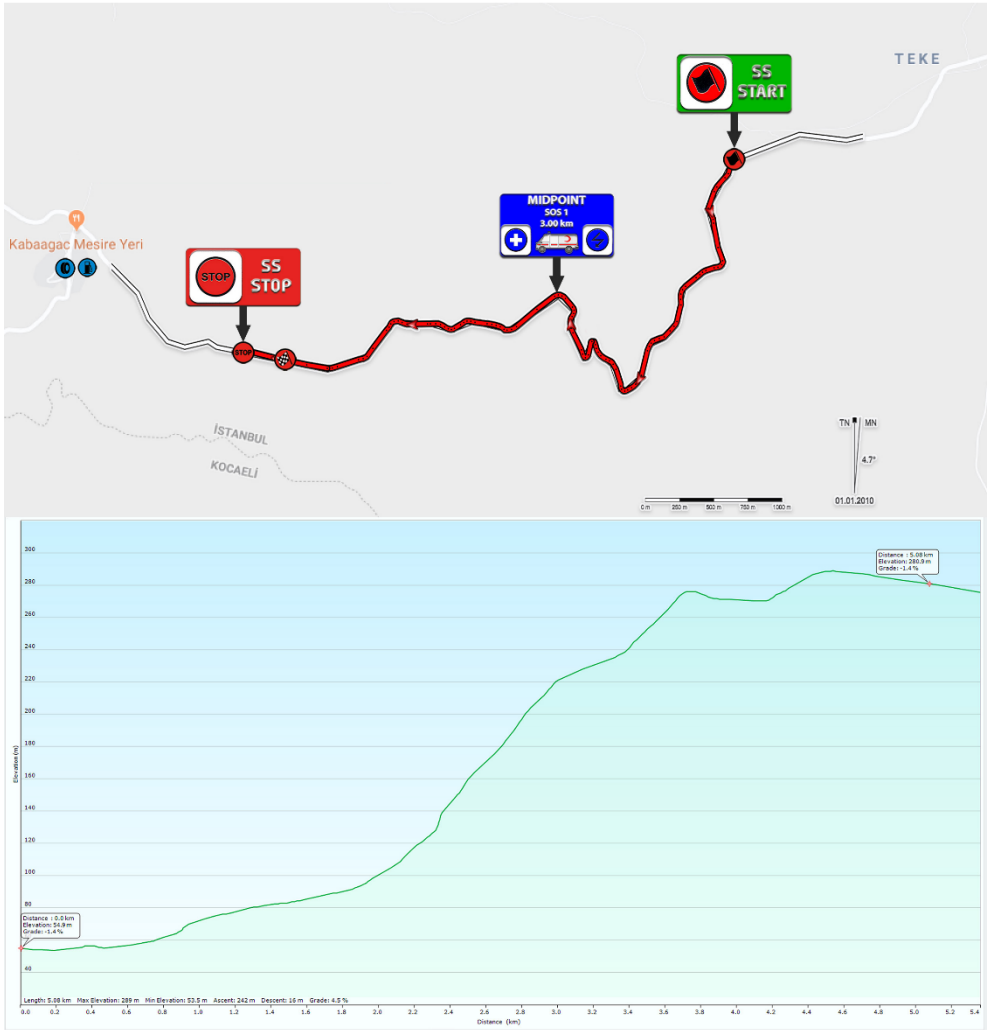 TEKE
SS
START
MIDPOINT
SOS 1
3.00 km
Kabaagac Mesire Yeri
STOP
SS
STOP
STOP
İSTANBUL
KOCAELİ
TN MN
4.7°
01.01.2010
0 m 250 m 500 m 750 m 1000 m
300
280
260
240
220
200
180
160
140
120
100
80
60
40
Elevation (m)
Distance : 5.08 km
Elevation: 280.9 m
Grade: -1.4 %
Distance : 0.0 km
Elevation: 54.9 m
Grade: -1.4 %
Length: 5.08 km Max Elevation: 289 m Min Elevation: 53.5 m Ascent: 242 m Descent: 16 m Grade: 4.5 %
0.0 0.2 0.4 0.6 0.8 1.0 1.2 1.4 1.6 1.8 2.0 2.2 2.4 2.6 2.8 3.0 3.2 3.4 3.6 3.8 4.0 4.2 4.4 4.6 4.8 5.0 5.2 5.4
Distance (km)